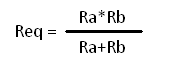 Ra*Rb
Req =
Ra+Rb